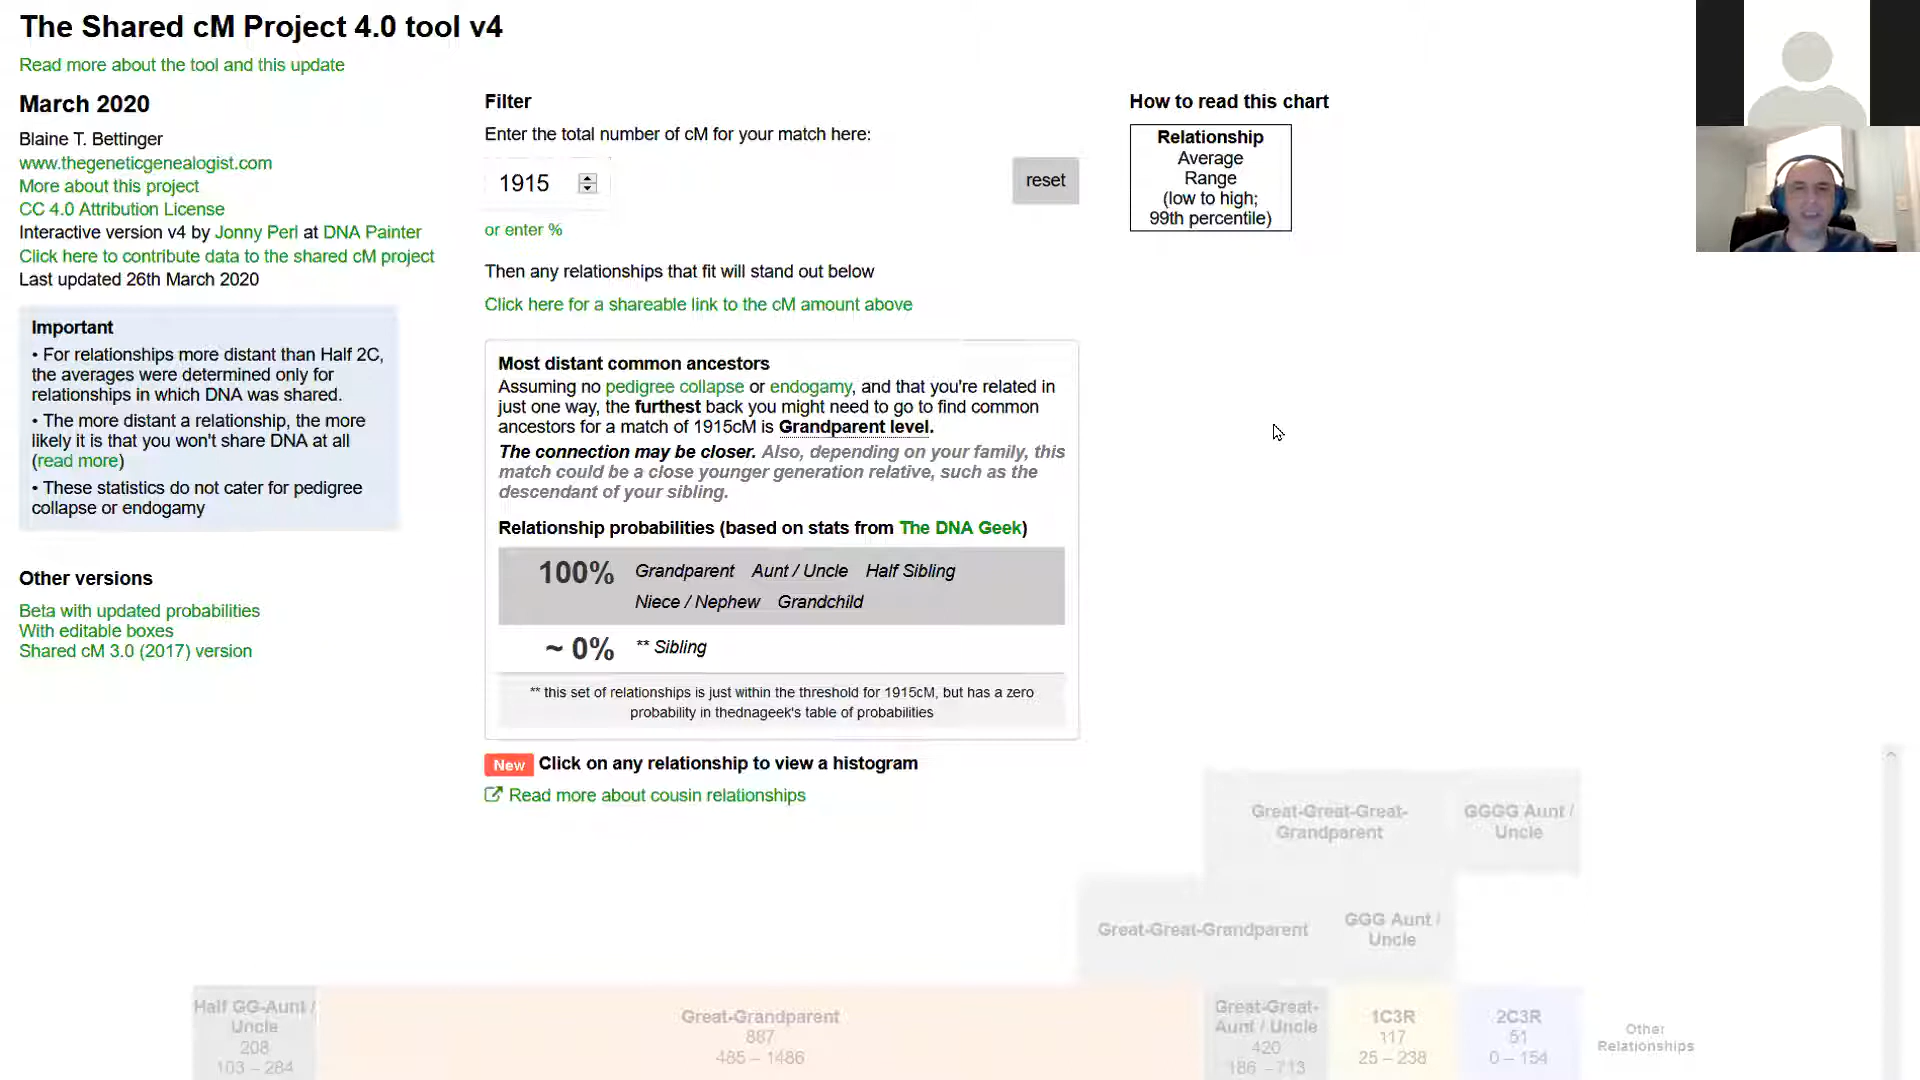 The Shared cM Project 4.0 tool v4
Read more about the tool and this update
March 2020
Blaine T. Bettinger
www.thegeneticgenealogist.com
More about this project
CC 4.0 Attribution License
Interactive version v4 by Jonny Perl at DNA Painter
Click here to contribute data to the shared cM project
Last updated 26th March 2020
Important
• For relationships more distant than Half 2C,
the averages were determined only for
relationships in which DNA was shared.
• The more distant a relationship, the more
likely it is that you won't share DNA at all
(read more)
• These statistics do not cater for pedigree
collapse or endogamy
Other versions
Beta with updated probabilities
With editable boxes
Shared cM 3.0 (2017) version
Filter
Enter the total number of cM for your match here:
1915
reset
or enter %
Then any relationships that fit will stand out below
Click here for a shareable link to the cM amount above
Most distant common ancestors
Assuming no pedigree collapse or endogamy, and that you're related in
just one way, the furthest back you might need to go to find common
ancestors for a match of 1915cM is Grandparent level.
The connection may be closer. Also, depending on your family, this
match could be a close younger generation relative, such as the
descendant of your sibling.
Relationship probabilities (based on stats from The DNA Geek)
100% Grandparent Aunt / Uncle Half Sibling
Niece / Nephew Grandchild
~ 0% ** Sibling
** this set of relationships is just within the threshold for 1915cM, but has a zero
probability in thednageek's table of probabilities
New Click on any relationship to view a histogram
Read more about cousin relationships
How to read this chart
Relationship
Average
Range
(low to high;
99th percentile)
Great-Great-Great-
Grandparent
GGGG Aunt /
Uncle
Great-Great-Grandparent
GGG Aunt /
Uncle
Half GG-Aunt /
Uncle
208
103 – 284
Great-Grandparent
887
485 – 1486
Great-Great-
Aunt / Uncle
420
186 – 713
1C3R
117
25 – 238
2C3R
51
0 – 154
Other
Relationships